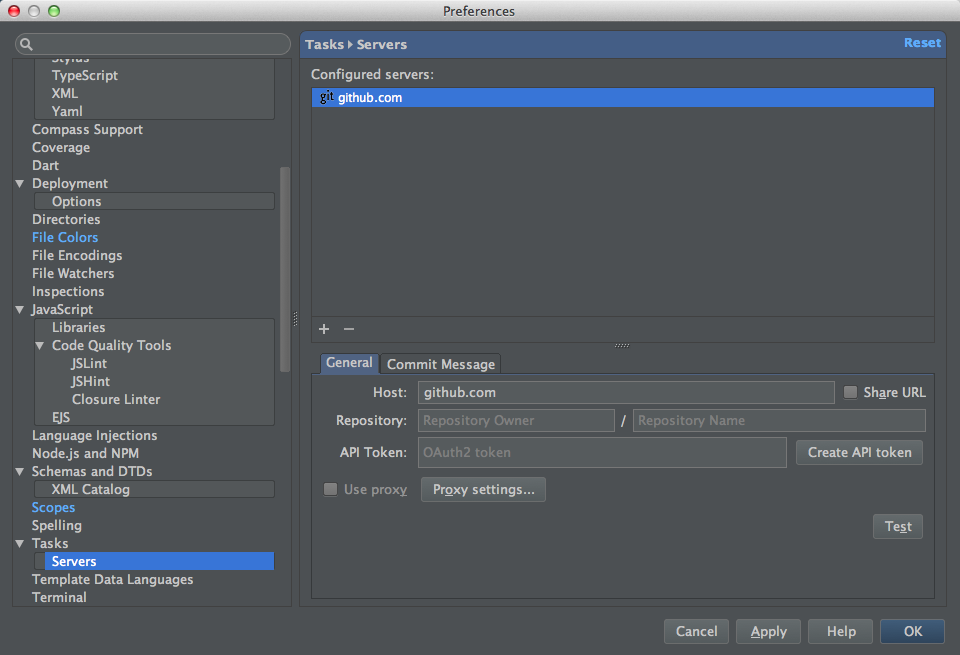 Preferences
Stylus
TypeScript
XML
Yaml
Compass Support
Coverage
Dart
Deployment
Options
Directories
File Colors
File Encodings
File Watchers
Inspections
JavaScript
Libraries
Code Quality Tools
JSLint
JSHint
Closure Linter
EJS
Language Injections
Node.js and NPM
Schemas and DTDs
XML Catalog
Scopes
Spelling
Tasks
Servers
Template Data Languages
Terminal
Tasks ▸ Servers Reset
Configured servers:
git github.com
General Commit Message
Host: github.com Share URL
Repository: Repository Owner / Repository Name
API Token: OAuth2 token Create API token
Use proxy Proxy settings...
Test
Cancel Apply Help OK